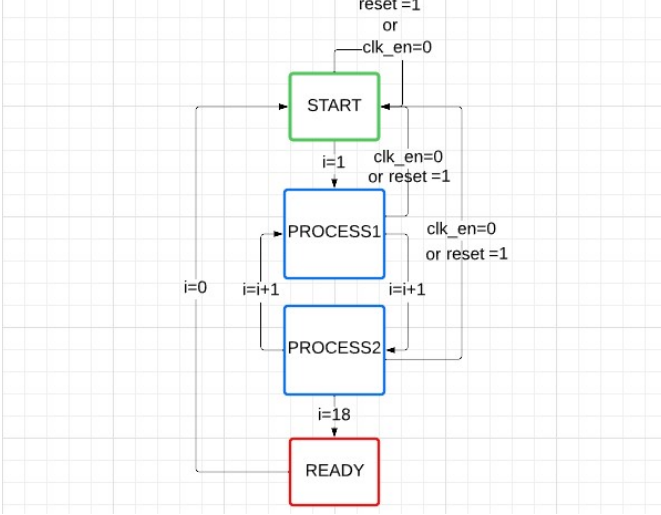 reset =1
or
clk_en=0
START
i=1
clk_en=0
or reset =1
PROCESS1
clk_en=0
or reset =1
i=0
i=i+1
i=i+1
PROCESS2
i=18
READY